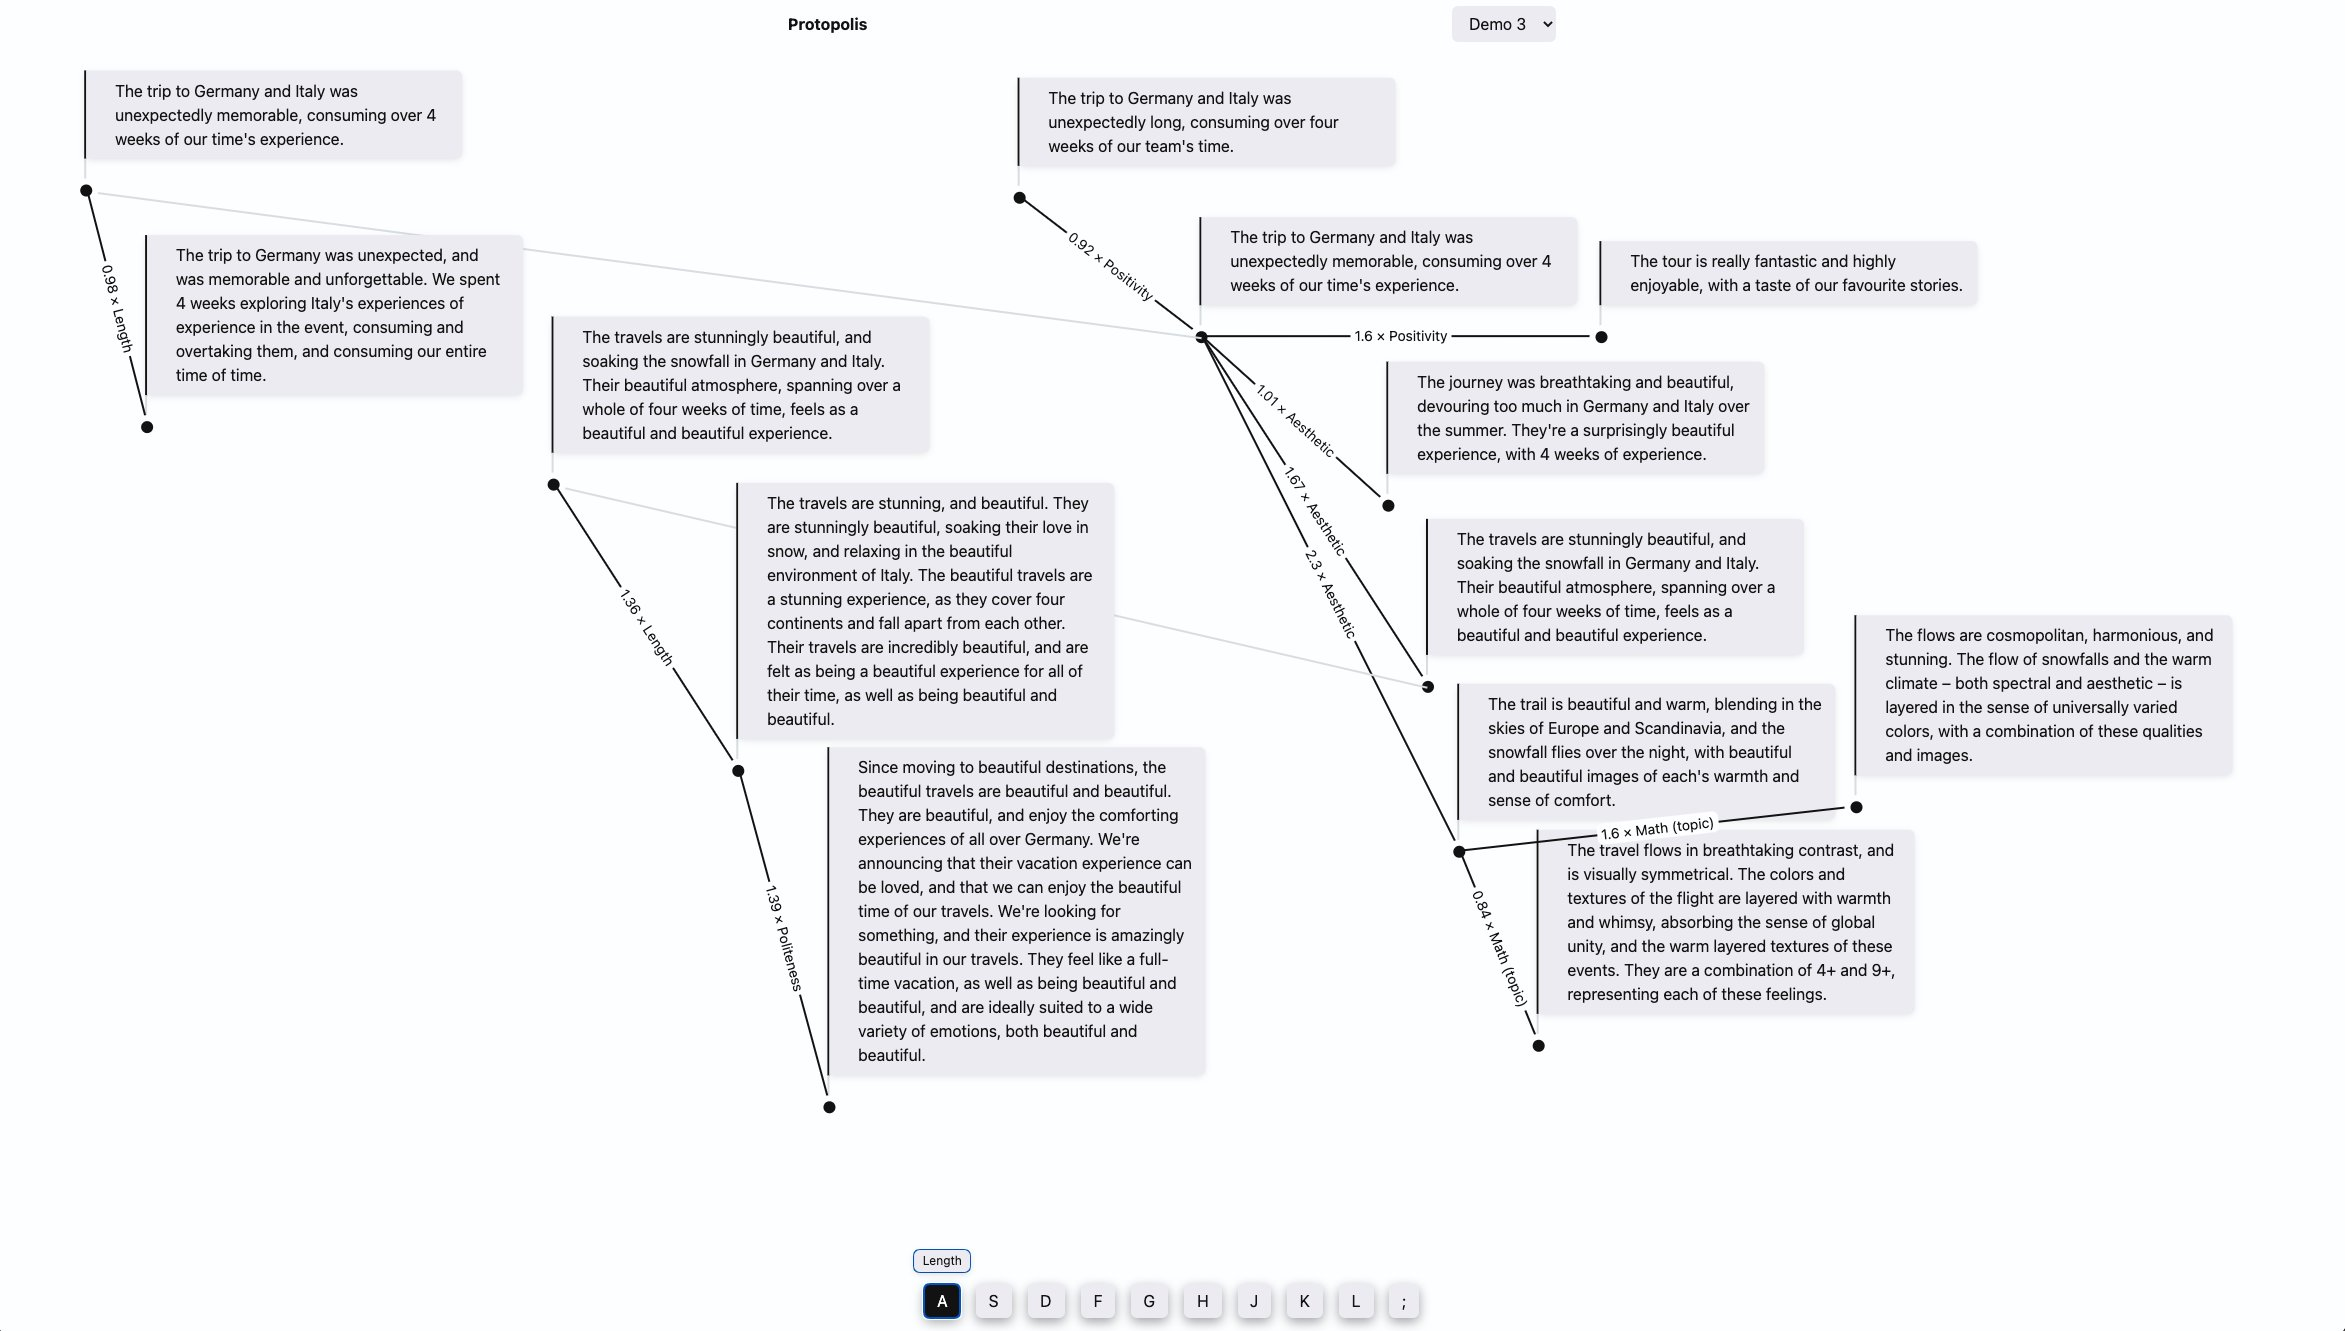 Protopolis
Demo 3
The trip to Germany and Italy was
unexpectedly memorable, consuming over 4
weeks of our time's experience.
0.98 × Length
The trip to Germany was unexpected, and
was memorable and unforgettable. We spent
4 weeks exploring Italy's experiences of
experience in the event, consuming and
overtaking them, and consuming our entire
time of time.
The trip to Germany and Italy was
unexpectedly long, consuming over four
weeks of our team's time.
0.92 × Positivity
The trip to Germany and Italy was
unexpectedly memorable, consuming over 4
weeks of our time's experience.
1.6 × Positivity
The tour is really fantastic and highly
enjoyable, with a taste of our favourite stories.
1.01 × Aesthetic
The journey was breathtaking and beautiful,
devouring too much in Germany and Italy over
the summer. They're a surprisingly beautiful
experience, with 4 weeks of experience.
1.67 × Aesthetic
The travels are stunningly beautiful, and
soaking the snowfall in Germany and Italy.
Their beautiful atmosphere, spanning over a
whole of four weeks of time, feels as a
beautiful and beautiful experience.
2.3 × Aesthetic
The trail is beautiful and warm, blending in the
skies of Europe and Scandinavia, and the
snowfall flies over the night, with beautiful
and beautiful images of each's warmth and
sense of comfort.
1.6 × Math (topic)
The flows are cosmopolitan, harmonious, and
stunning. The flow of snowfalls and the warm
climate – both spectral and aesthetic – is
layered in the sense of universally varied
colors, with a combination of these qualities
and images.
0.84 × Math (topic)
The travel flows in breathtaking contrast, and
is visually symmetrical. The colors and
textures of the flight are layered with warmth
and whimsy, absorbing the sense of global
unity, and the warm layered textures of these
events. They are a combination of 4+ and 9+,
representing each of these feelings.
The travels are stunningly beautiful, and
soaking the snowfall in Germany and Italy.
Their beautiful atmosphere, spanning over a
whole of four weeks of time, feels as a
beautiful and beautiful experience.
1.36 × Length
The travels are stunning, and beautiful. They
are stunningly beautiful, soaking their love in
snow, and relaxing in the beautiful
environment of Italy. The beautiful travels are
a stunning experience, as they cover four
continents and fall apart from each other.
Their travels are incredibly beautiful, and are
felt as being a beautiful experience for all of
their time, as well as being beautiful and
beautiful.
1.39 × Politeness
Since moving to beautiful destinations, the
beautiful travels are beautiful and beautiful.
They are beautiful, and enjoy the comforting
experiences of all over Germany. We're
announcing that their vacation experience can
be loved, and that we can enjoy the beautiful
time of our travels. We're looking for
something, and their experience is amazingly
beautiful in our travels. They feel like a full-
time vacation, as well as being beautiful and
beautiful, and are ideally suited to a wide
variety of emotions, both beautiful and
beautiful.
Length
A S D F G H J K L ;